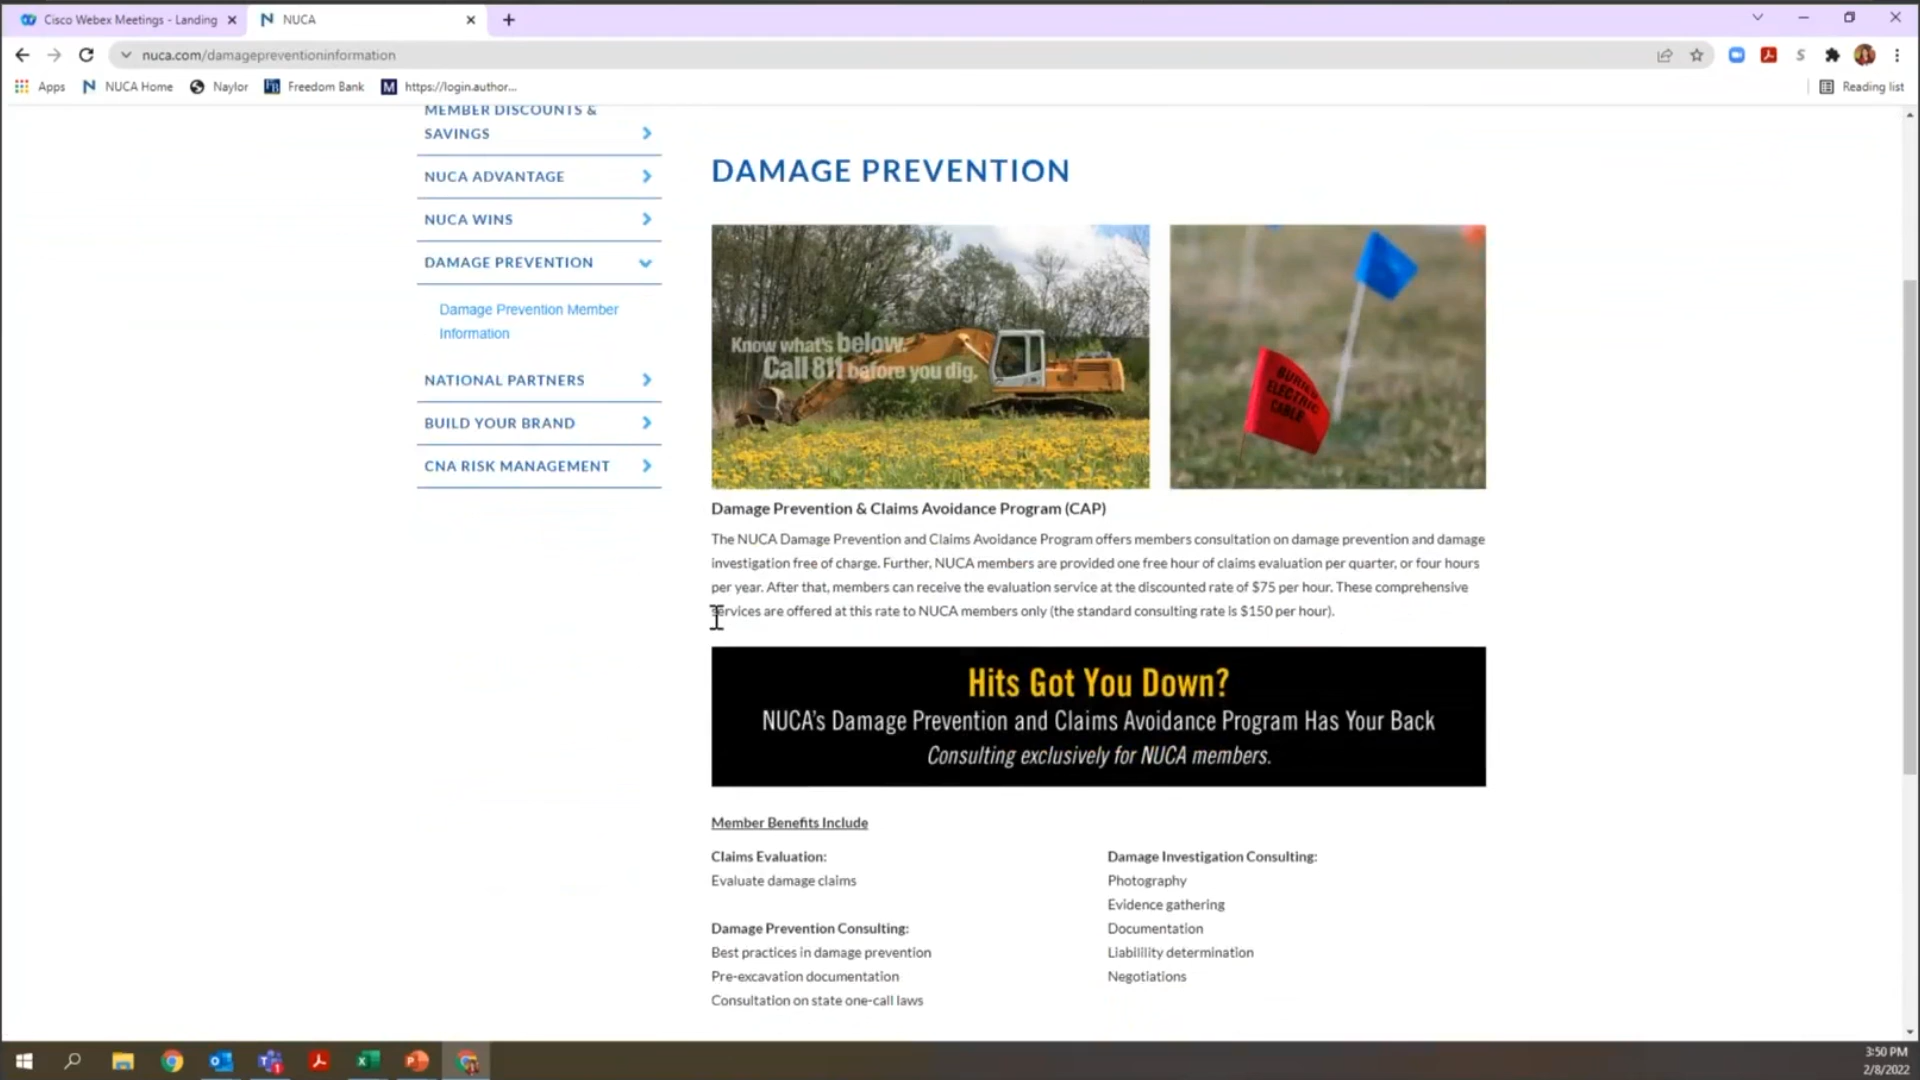 Cisco Webex Meetings - Landing
NUCA
nuca.com/damagepreventioninformation
Apps
NUCA Home
Naylor
Freedom Bank
https://login.author...
Reading list
MEMBER DISCOUNTS &
SAVINGS
NUCA ADVANTAGE
NUCA WINS
DAMAGE PREVENTION
Damage Prevention Member
Information
NATIONAL PARTNERS
BUILD YOUR BRAND
CNA RISK MANAGEMENT
DAMAGE PREVENTION
Know what's below.
Call 811 before you dig.
BURIED
ELECTRIC
CABLE
Damage Prevention & Claims Avoidance Program (CAP)
The NUCA Damage Prevention and Claims Avoidance Program offers members consultation on damage prevention and damage
investigation free of charge. Further, NUCA members are provided one free hour of claims evaluation per quarter, or four hours
per year. After that, members can receive the evaluation service at the discounted rate of $75 per hour. These comprehensive
services are offered at this rate to NUCA members only (the standard consulting rate is $150 per hour).
Hits Got You Down?
NUCA's Damage Prevention and Claims Avoidance Program Has Your Back
Consulting exclusively for NUCA members.
Member Benefits Include
Claims Evaluation:
Evaluate damage claims
Damage Prevention Consulting:
Best practices in damage prevention
Pre-excavation documentation
Consultation on state one-call laws
Damage Investigation Consulting:
Photography
Evidence gathering
Documentation
Liabilility determination
Negotiations
3:50 PM
2/8/2022